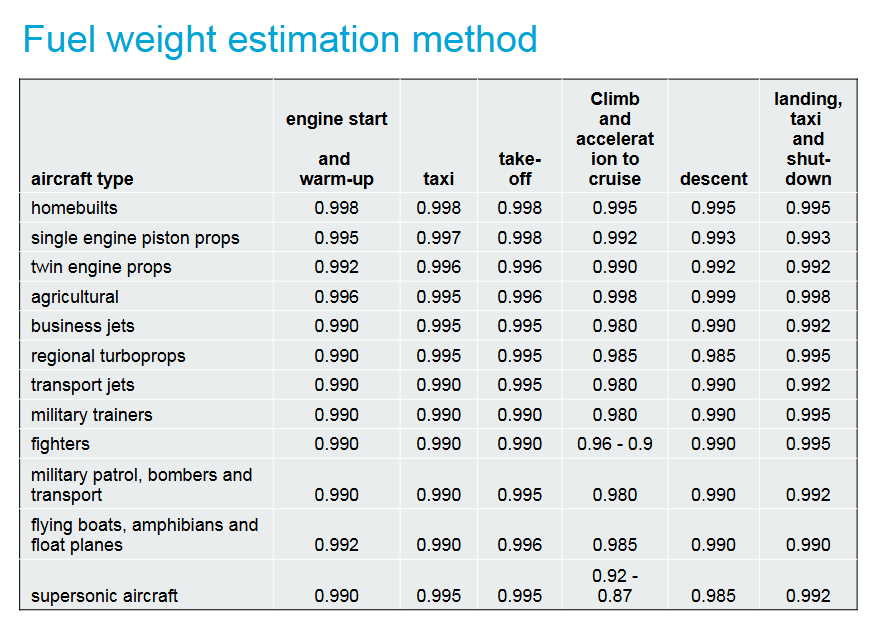 Fuel weight estimation method
aircraft type engine start and warm-up taxi take-off Climb and accelerat ion to cruise descent landing, taxi and shut-down
homebuilts 0.998 0.998 0.998 0.995 0.995 0.995
single engine piston props 0.995 0.997 0.998 0.992 0.993 0.993
twin engine props 0.992 0.996 0.996 0.990 0.992 0.992
agricultural 0.996 0.995 0.996 0.998 0.999 0.998
business jets 0.990 0.995 0.995 0.980 0.990 0.992
regional turboprops 0.990 0.995 0.995 0.985 0.985 0.995
transport jets 0.990 0.990 0.995 0.980 0.990 0.992
military trainers 0.990 0.990 0.990 0.980 0.990 0.995
fighters 0.990 0.990 0.990 0.96 - 0.9 0.990 0.995
military patrol, bombers and
transport 0.990 0.990 0.995 0.980 0.990 0.992
flying boats, amphibians and
float planes 0.992 0.990 0.996 0.985 0.990 0.990
supersonic aircraft 0.990 0.995 0.995 0.92 - 0.87 0.985 0.992